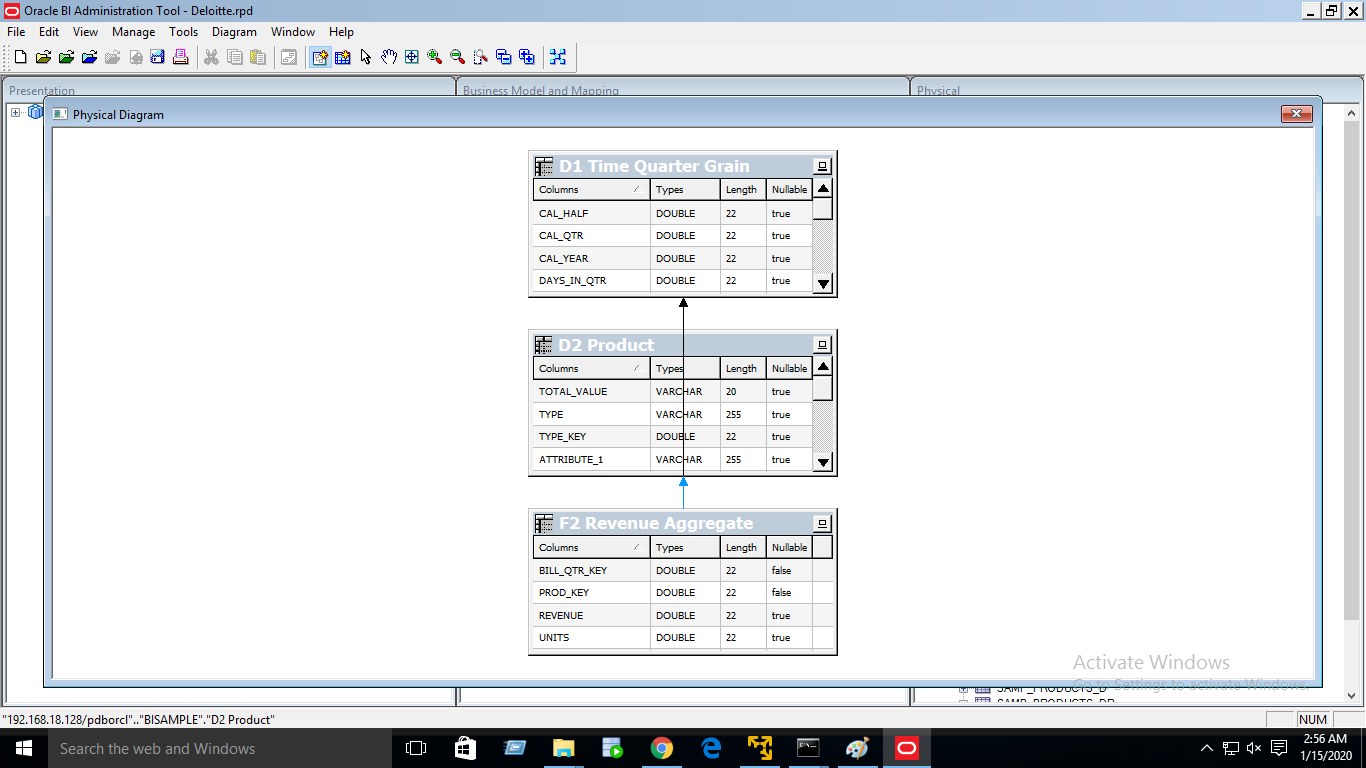 Oracle BI Administration Tool - Deloitte.rpd
File Edit View Manage Tools Diagram Window Help
Presentation Business Model and Mapping Physical
Physical Diagram
D1 Time Quarter Grain
Columns Types Length Nullable
CAL_HALF DOUBLE 22 true
CAL_QTR DOUBLE 22 true
CAL_YEAR DOUBLE 22 true
DAYS_IN_QTR DOUBLE 22 true
D2 Product
Columns Types Length Nullable
TOTAL_VALUE VARCHAR 20 true
TYPE VARCHAR 255 true
TYPE_KEY DOUBLE 22 true
ATTRIBUTE_1 VARCHAR 255 true
F2 Revenue Aggregate
Columns Types Length Nullable
BILL_QTR_KEY DOUBLE 22 false
PROD_KEY DOUBLE 22 false
REVENUE DOUBLE 22 true
UNITS DOUBLE 22 true
Activate Windows
Go to Settings to activate Windows.
SAMP_PRODUCTS_D
"192.168.18.128/pdborcl".."BISAMPLE"."D2 Product"
NUM
Search the web and Windows
2:56 AM
1/15/2020